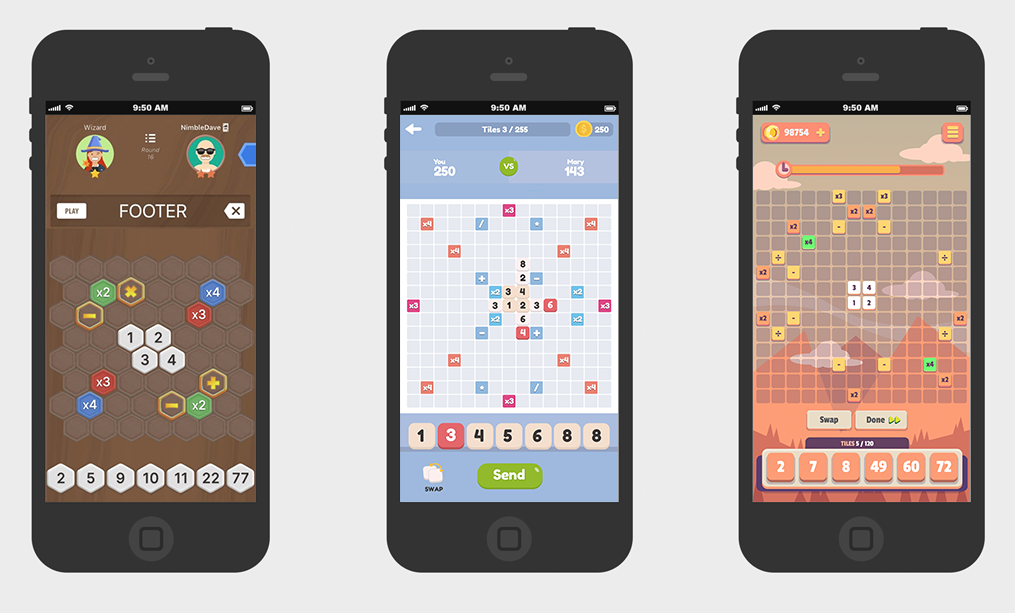 9:50 AM
Wizard
NimbleDave
Round
16
PLAY
FOOTER
x2 x4
x3
1 2
3 4
x3
x4 x2
2 5 9 10 11 22 77
9:50 AM
Tiles 3 / 255
250
You
250
VS
Mery
143
x3
x4 / • x4
x4 8 x4
+ 2 −
x2 3 4 x2
x3 3 1 2 3 6 x3
x2 6 x2
− 4 +
x4 x4
x4 • / x4
x3
1 3 4 5 6 8 8
SWAP
Send
9:50 AM
98754 +
x3 x3
x2 x2
x2 - -
x4
÷ ÷
x2 -
3 4
1 2
x2 - x2
÷ ÷
- - x4
x2
x2
Swap
Done
TILES 5 / 120
2 7 8 49 60 72